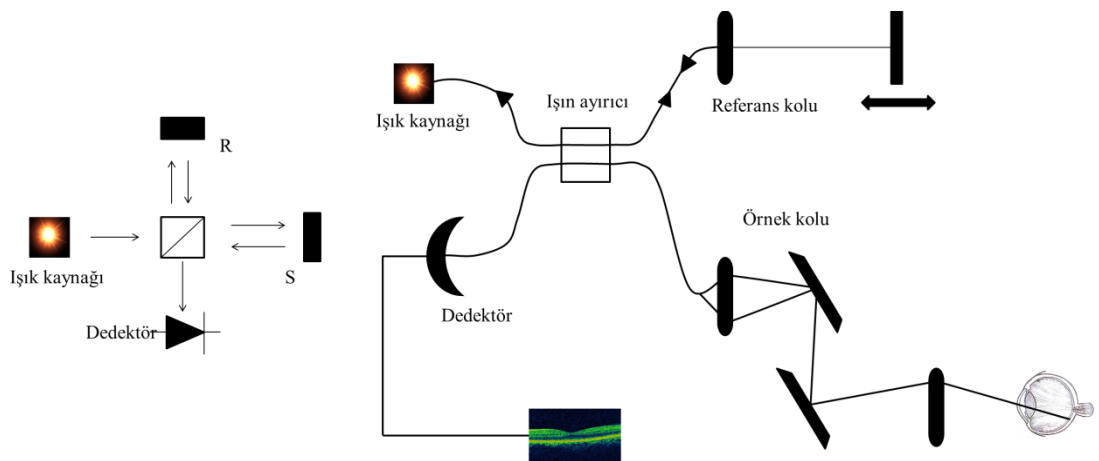 R
Işık kaynağı
S
Dedektör
Işık kaynağı
Işın ayırıcı
Referans kolu
Örnek kolu
Dedektör